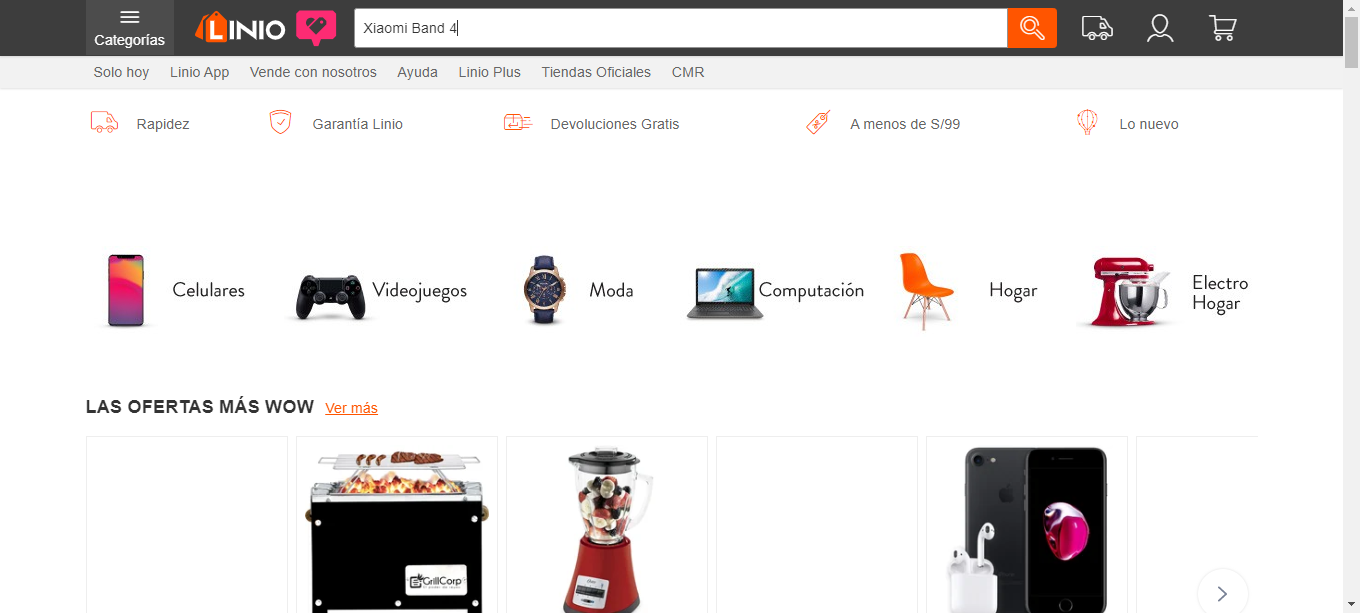 Categorías
LINIO
Xiaomi Band 4
Solo hoy Linio App Vende con nosotros Ayuda Linio Plus Tiendas Oficiales CMR
Rapidez Garantía Linio Devoluciones Gratis A menos de S/99 Lo nuevo
Celulares Videojuegos Moda Computación Hogar Electro Hogar
LAS OFERTAS MÁS WOW Ver más
GrillCorp